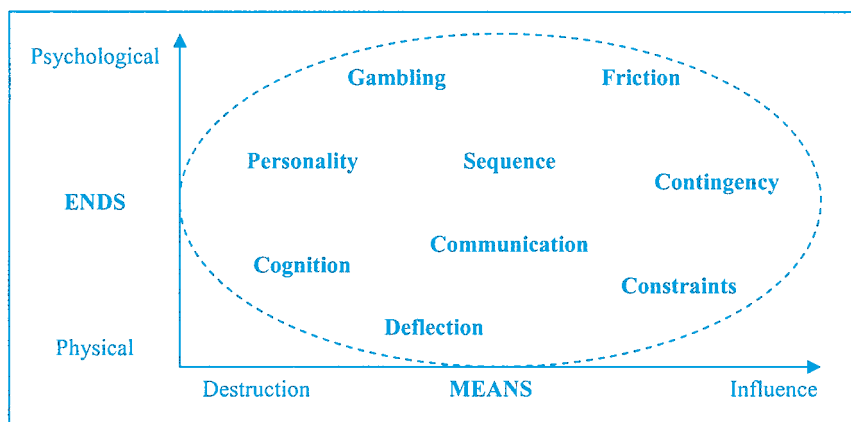 Psychological
Gambling
Friction
Personality
Sequence
Contingency
ENDS
Communication
Cognition
Constraints
Deflection
Physical
Destruction
MEANS
Influence